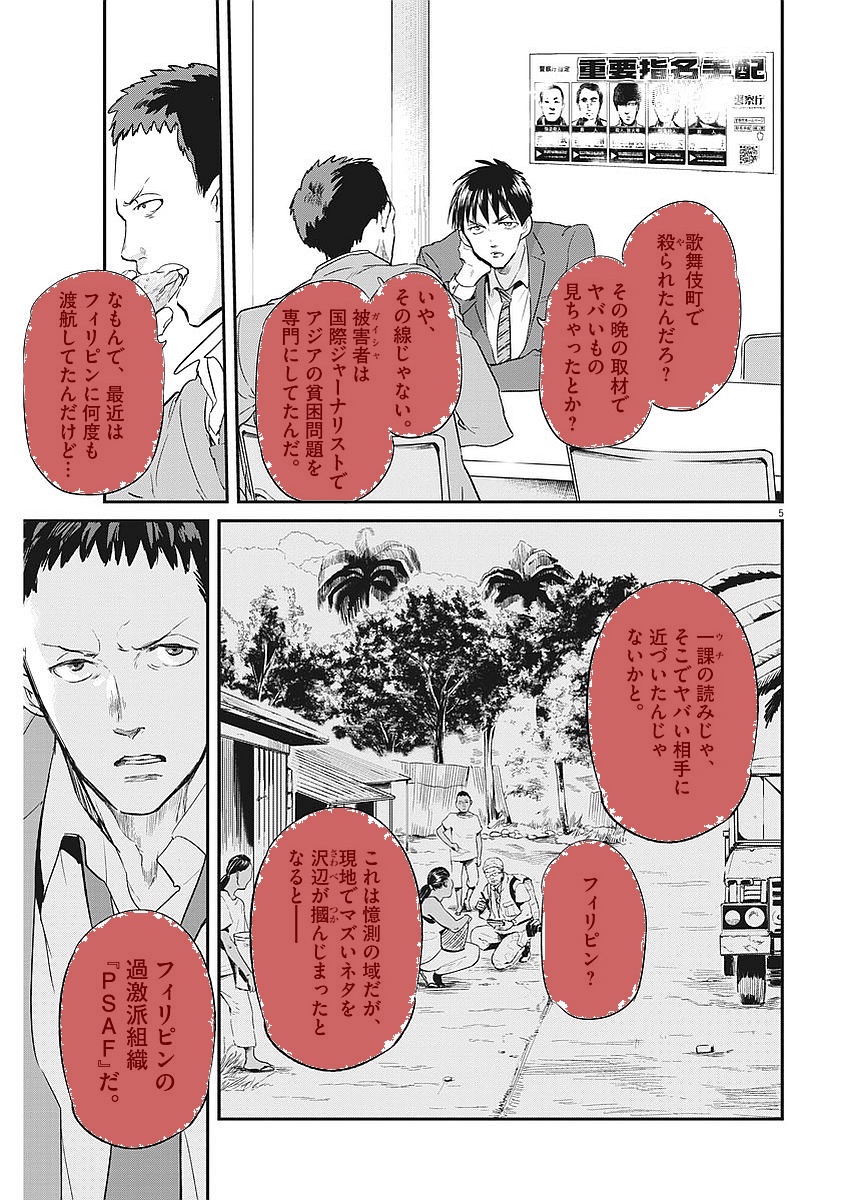 重要指名手配
警察庁
歌舞伎町で
殺られたんだろ？
その晩の取材で
ヤバいもの
見ちゃったとか？
いや、
その線じゃない。
被害者は
国際ジャーナリストで
アジアの貧困問題を
専門にしてたんだ。
なもんで、最近は
フィリピンに何度も
渡航してたんだけど…
5
一課の読みじゃ、
そこでヤバい相手に
近づいたんじゃ
ないかと。
フィリピン？
これは憶測の域だが、
現地でマズいネタを
沢辺が摑んじまったと
なると――
フィリピンの
過激派組織
『PSAF』だ。